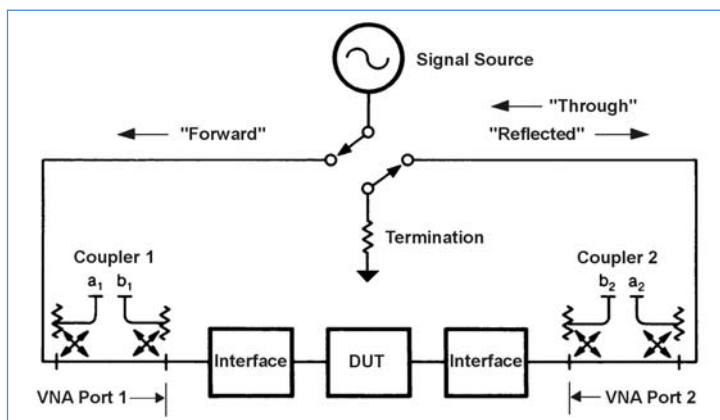 Signal Source
"Through"
"Forward"
"Reflected"
Termination
Coupler 1
a1 b1
Coupler 2
b2 a2
Interface
DUT
Interface
VNA Port 1
VNA Port 2